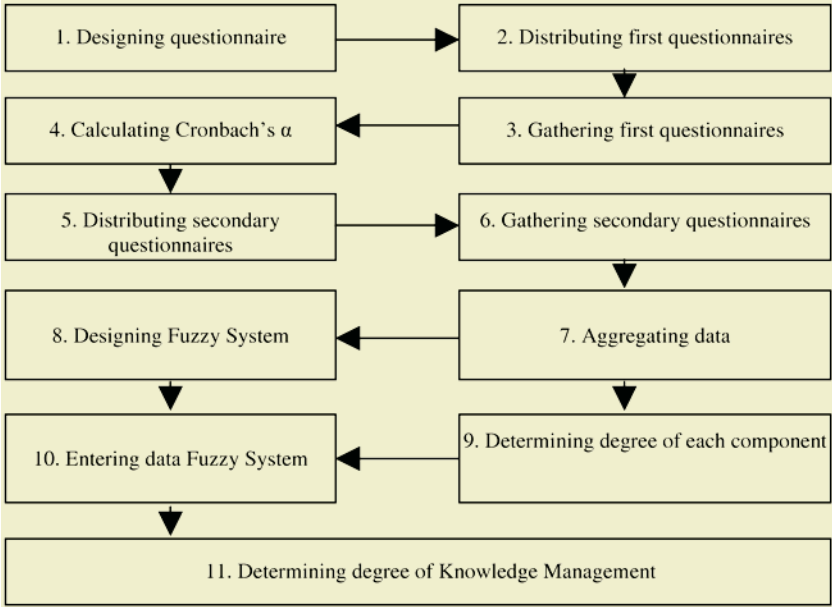 1. Designing questionnaire
2. Distributing first questionnaires
4. Calculating Cronbach's α
3. Gathering first questionnaires
5. Distributing secondary
questionnaires
6. Gathering secondary questionnaires
8. Designing Fuzzy System
7. Aggregating data
10. Entering data Fuzzy System
9. Determining degree of each component
11. Determining degree of Knowledge Management